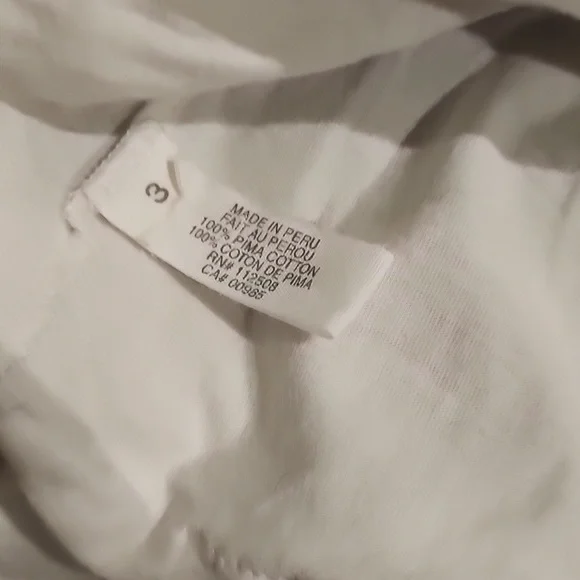 3
MADE IN PERU
FAIT AU PEROU
100% PIMA COTTON
100% COTON DE PIMA
RN# 112508
CA# 00985